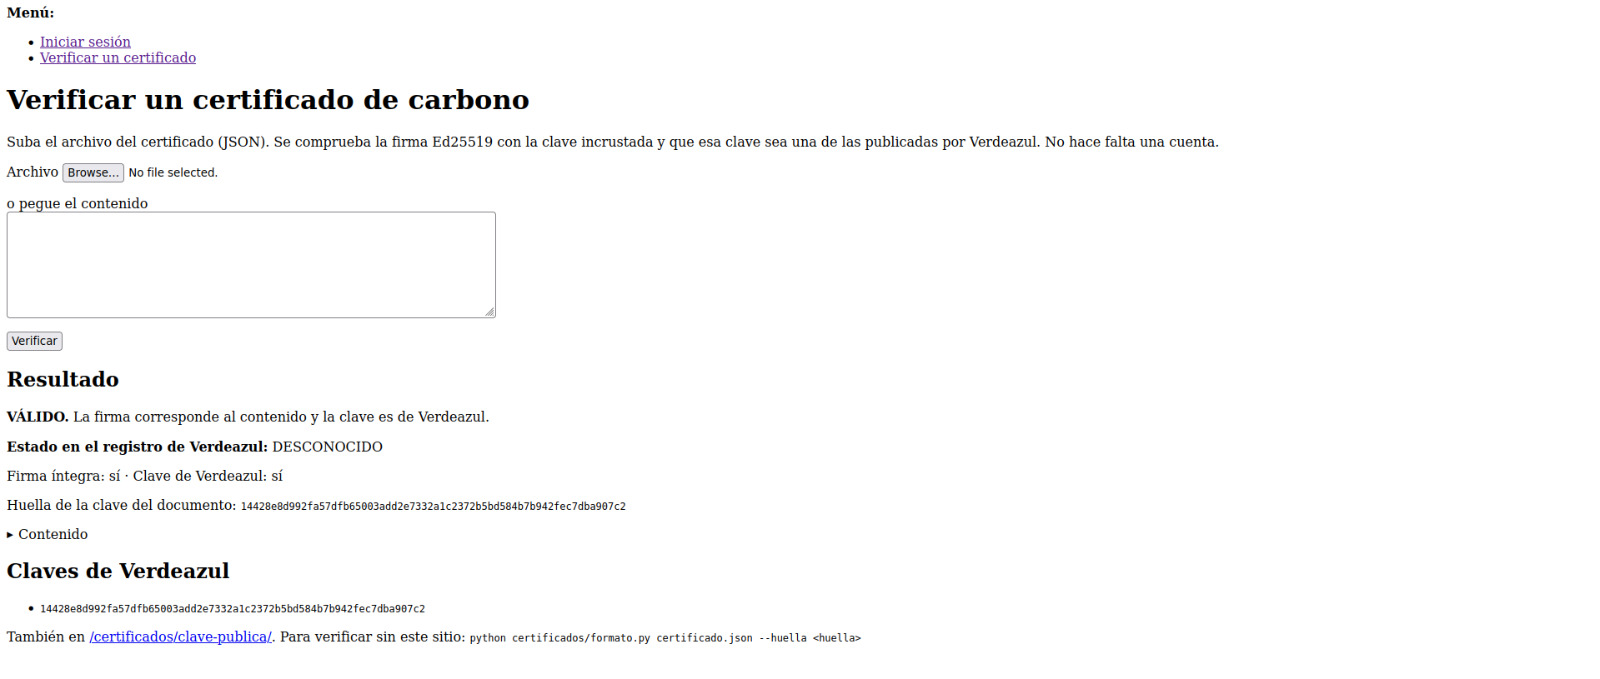 Menú:
Iniciar sesión
Verificar un certificado
Verificar un certificado de carbono
Suba el archivo del certificado (JSON). Se comprueba la firma Ed25519 con la clave incrustada y que esa clave sea una de las publicadas por Verdeazul. No hace falta una cuenta.
Archivo Browse... No file selected.
o pegue el contenido
Verificar
Resultado
VÁLIDO. La firma corresponde al contenido y la clave es de Verdeazul.
Estado en el registro de Verdeazul: DESCONOCIDO
Firma íntegra: sí · Clave de Verdeazul: sí
Huella de la clave del documento: 14428e8d992fa57dfb65003add2e7332a1c2372b5bd584b7b942fec7dba907c2
Contenido
Claves de Verdeazul
14428e8d992fa57dfb65003add2e7332a1c2372b5bd584b7b942fec7dba907c2
También en /certificados/clave-publica/. Para verificar sin este sitio: python certificados/formato.py certificado.json --huella <huella>